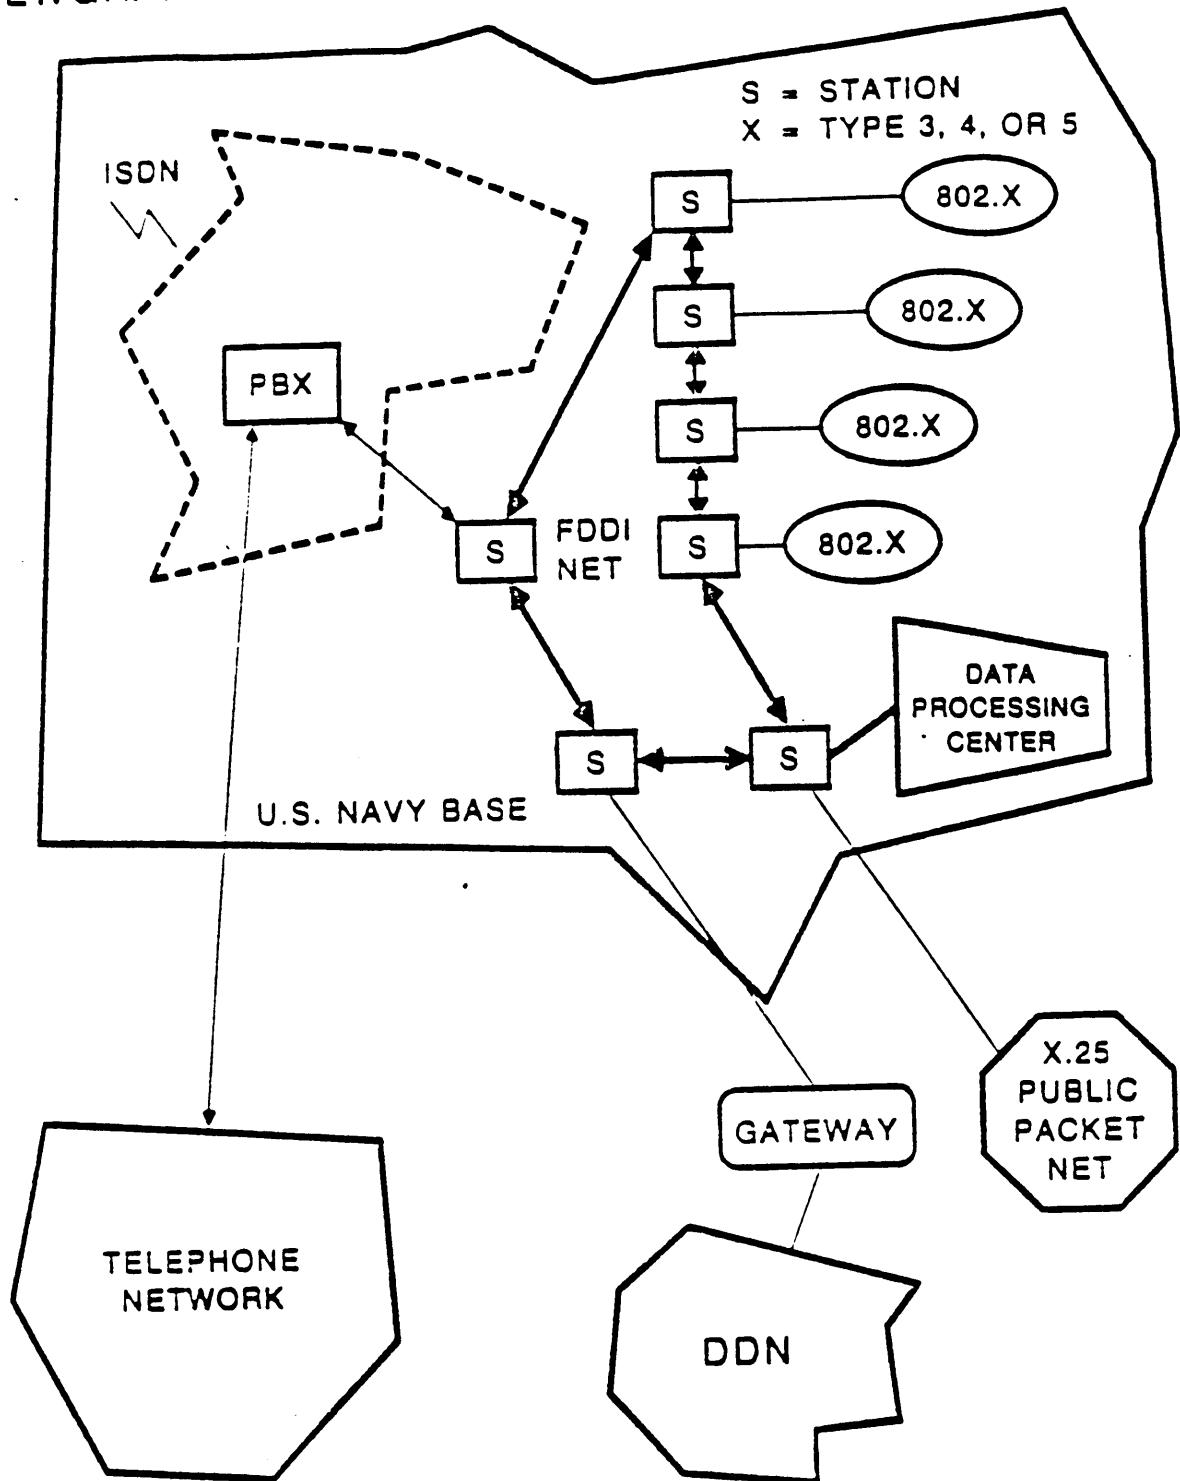 S = STATION
X = TYPE 3, 4, OR 5
ISDN
S
802.X
S
802.X
PBX
S
802.X
S
FDDI
NET
S
802.X
DATA
PROCESSING
CENTER
S
S
U.S. NAVY BASE
X.25
PUBLIC
PACKET
NET
GATEWAY
TELEPHONE
NETWORK
DDN